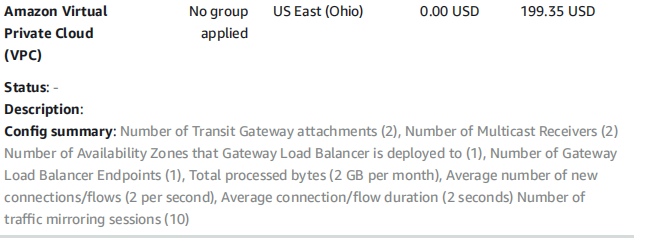 Amazon Virtual No group US East (Ohio) 0.00 USD 199.35 USD
Private Cloud applied
(VPC)
Status: -
Description:
Config summary: Number of Transit Gateway attachments (2), Number of Multicast Receivers (2)
Number of Availability Zones that Gateway Load Balancer is deployed to (1), Number of Gateway
Load Balancer Endpoints (1), Total processed bytes (2 GB per month), Average number of new
connections/flows (2 per second), Average connection/flow duration (2 seconds) Number of
traffic mirroring sessions (10)